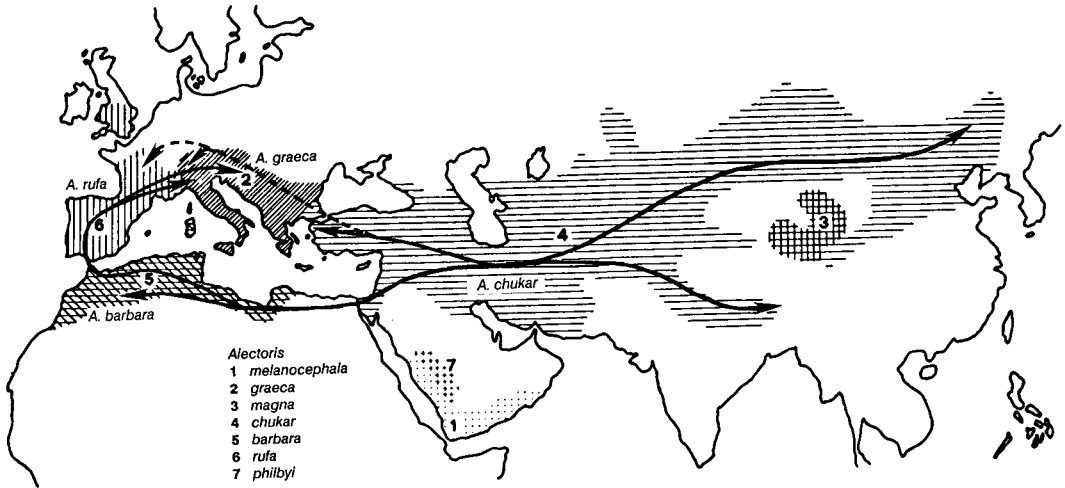 A. graeca
2
A. rufa
6
3
4
5
A. chukar
A. barbara
7
1
Alectoris
1 melanocephala
2 graeca
3 magna
4 chukar
5 barbara
6 rufa
7 philbyi